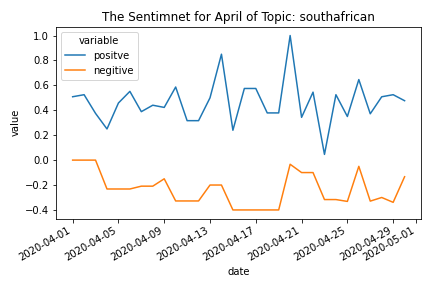 The Sentimnet for April of Topic: southafrican
variable
positve
negitive
1.0
0.8
0.6
0.4
0.2
0.0
−0.2
−0.4
value
2020-04-01
2020-04-05
2020-04-09
2020-04-13
2020-04-17
2020-04-21
2020-04-25
2020-04-29
2020-05-01
date